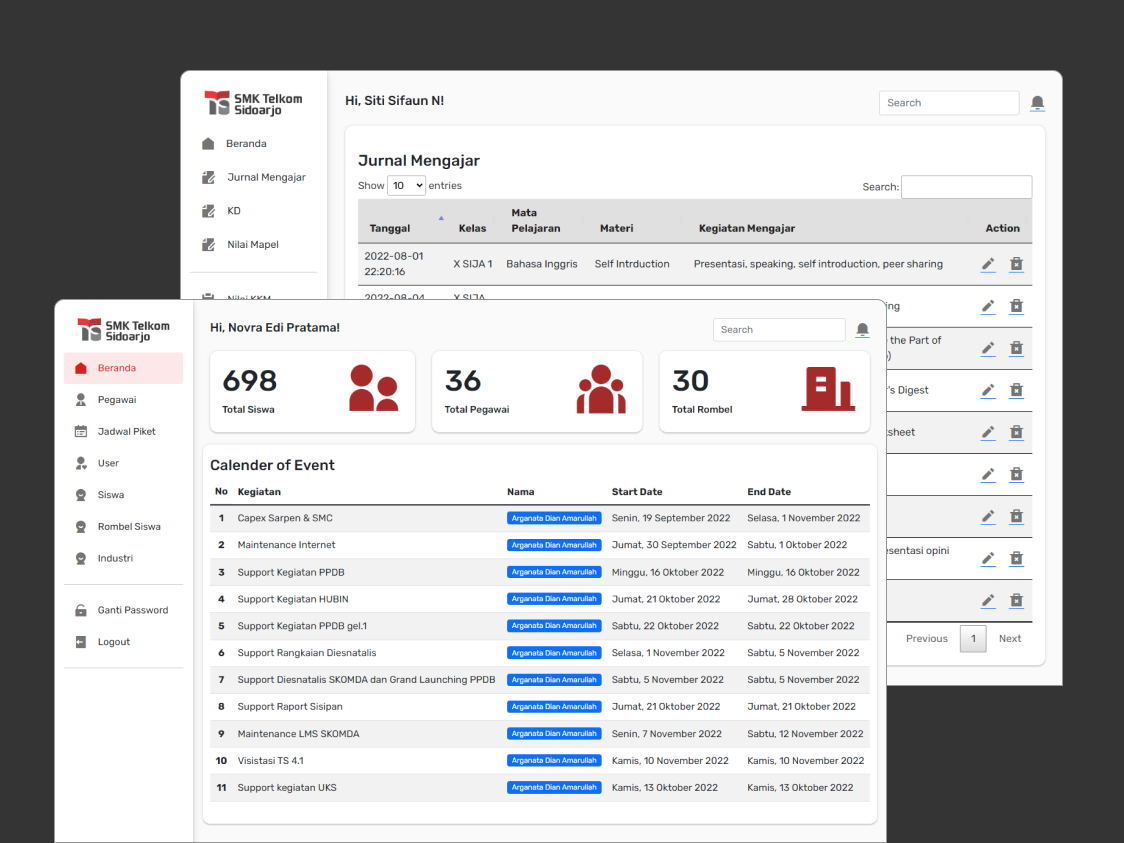 SMK Telkom
Sidoarjo
Hi, Siti Sifaun N!
Search
Beranda
Jurnal Mengajar
KD
Nilai Mapel
Nilai KKM
Jurnal Mengajar
Show 10 entries
Search:
Tanggal Kelas Mata Pelajaran Materi Kegiatan Mengajar Action
2022-08-01 22:20:16 X SIJA 1 Bahasa Inggris Self Intrduction Presentasi, speaking, self introduction, peer sharing
2022-08-04 X SIJA
ng
the Part of
's Digest
sheet
sentasi opini
Previous 1 Next
SMK Telkom
Sidoarjo
Hi, Novra Edi Pratama!
Search
Beranda
Pegawai
Jadwal Piket
User
Siswa
Rombel Siswa
Industri
Ganti Password
Logout
698
Total Siswa
36
Total Pegawai
30
Total Rombel
Calender of Event
No Kegiatan Nama Start Date End Date
1 Capex Sarpen & SMC Arganata Dian Amarullah Senin, 19 September 2022 Selasa, 1 November 2022
2 Maintenance Internet Arganata Dian Amarullah Jumat, 30 September 2022 Sabtu, 1 Oktober 2022
3 Support Kegiatan PPDB Arganata Dian Amarullah Minggu, 16 Oktober 2022 Minggu, 16 Oktober 2022
4 Support Kegiatan HUBIN Arganata Dian Amarullah Jumat, 21 Oktober 2022 Jumat, 28 Oktober 2022
5 Support Kegiatan PPDB gel.1 Arganata Dian Amarullah Sabtu, 22 Oktober 2022 Sabtu, 22 Oktober 2022
6 Support Rangkaian Diesnatalis Arganata Dian Amarullah Selasa, 1 November 2022 Sabtu, 5 November 2022
7 Support Diesnatalis SKOMDA dan Grand Launching PPDB Arganata Dian Amarullah Sabtu, 5 November 2022 Sabtu, 5 November 2022
8 Support Raport Sisipan Arganata Dian Amarullah Jumat, 21 Oktober 2022 Jumat, 21 Oktober 2022
9 Maintenance LMS SKOMDA Arganata Dian Amarullah Senin, 7 November 2022 Sabtu, 12 November 2022
10 Visistasi TS 4.1 Arganata Dian Amarullah Kamis, 10 November 2022 Kamis, 10 November 2022
11 Support kegiatan UKS Arganata Dian Amarullah Kamis, 13 Oktober 2022 Kamis, 13 Oktober 2022